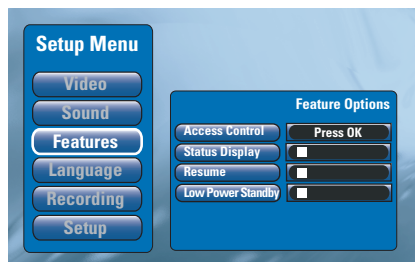 Setup Menu
Video
Sound
Features
Language
Recording
Setup
Feature Options
Access Control Press OK
Status Display
Resume
Low Power Standby